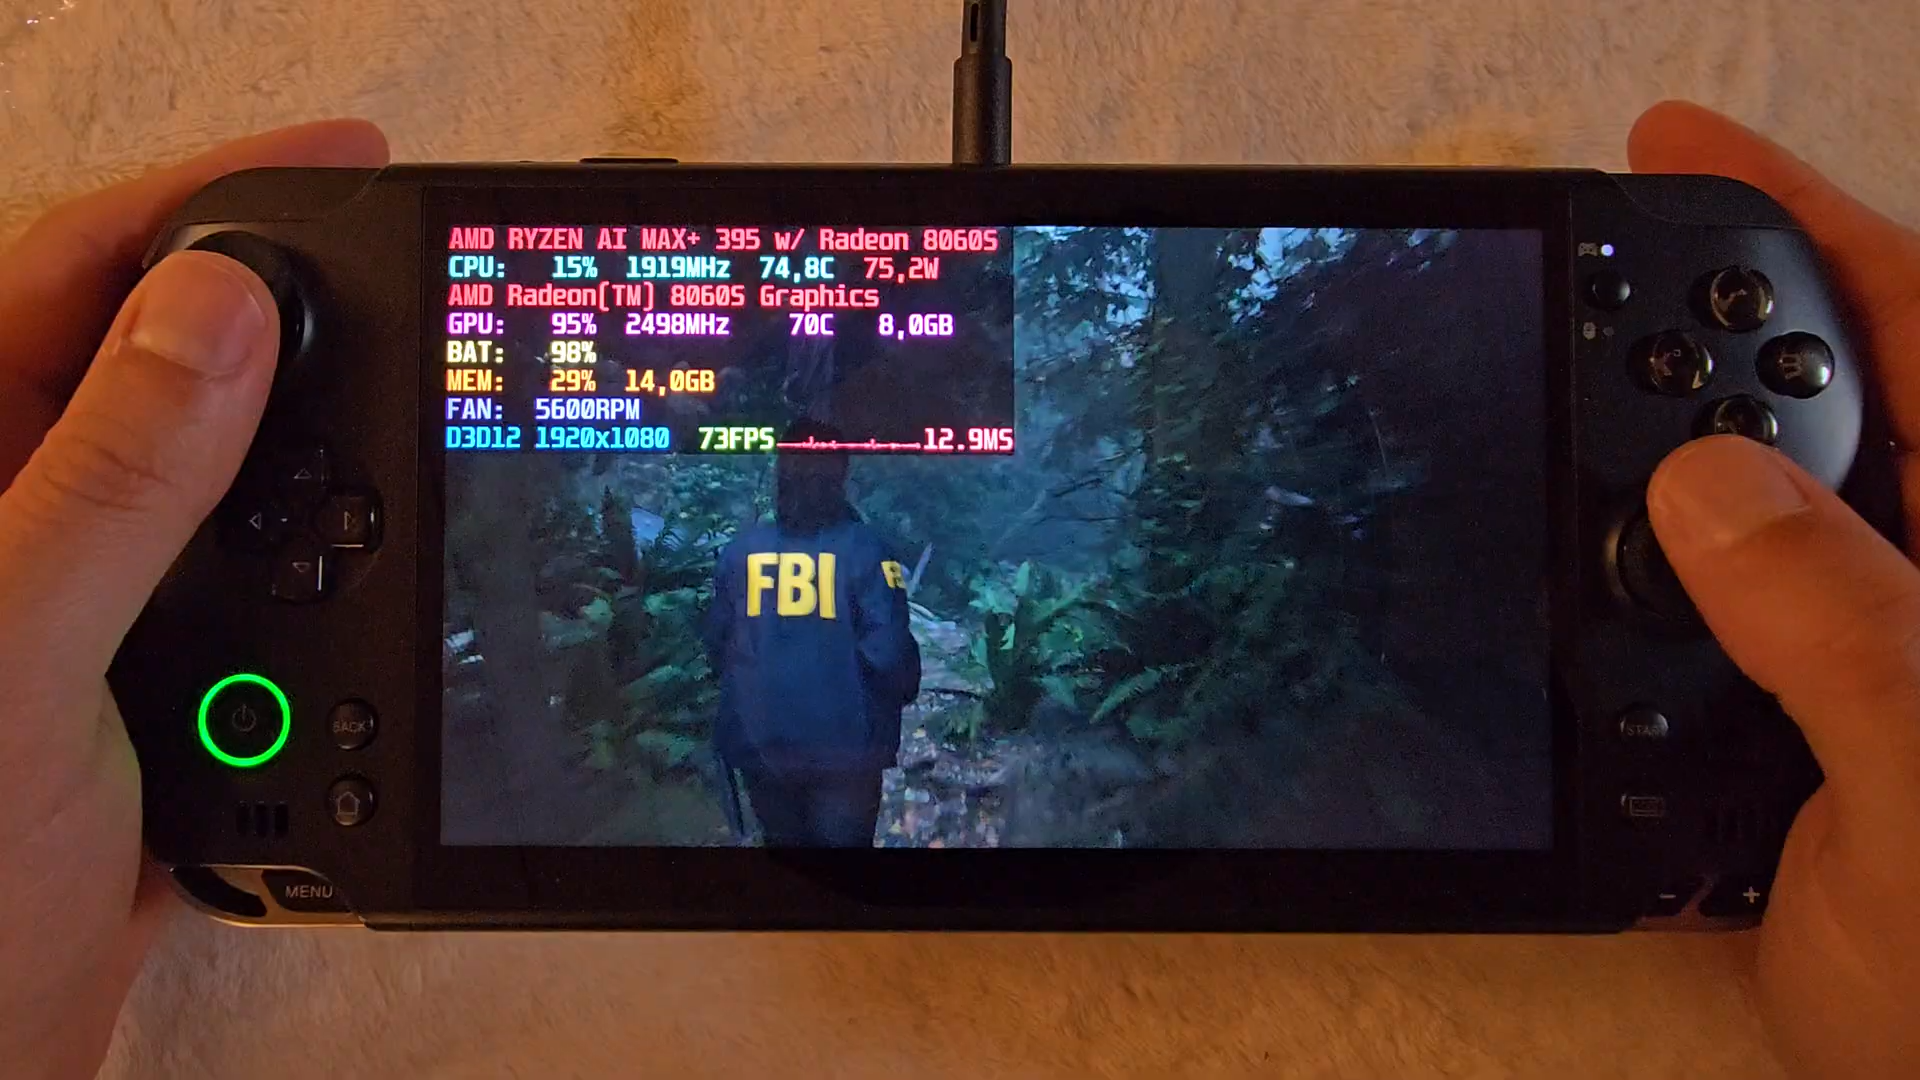 AMD RYZEN AI MAX+ 395 w/ Radeon 8060S
CPU: 15% 1919MHz 74,8C 75,2W
AMD Radeon(TM) 8060S Graphics
GPU: 95% 2498MHz 70C 8,0GB
BAT: 98%
MEM: 29% 14,0GB
FAN: 5600RPM
D3D12 1920x1080 73FPS 12.9MS
FBI
BACK
START
MENU
- +